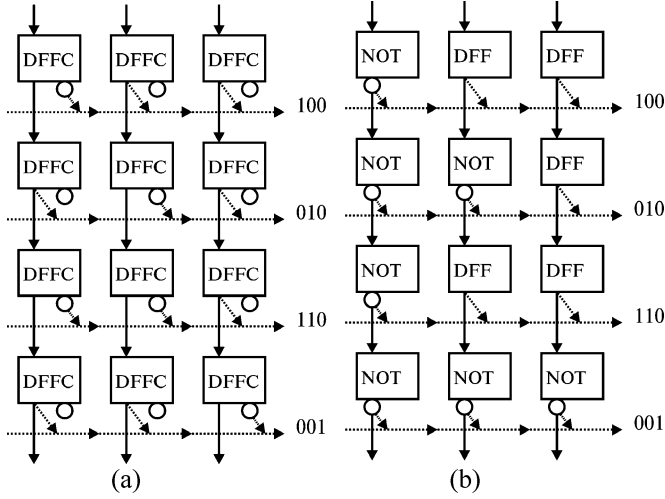 DFFC DFFC DFFC NOT DFF DFF
100 100
DFFC DFFC DFFC NOT NOT DFF
010 010
DFFC DFFC DFFC NOT DFF DFF
110 110
DFFC DFFC DFFC NOT NOT NOT
001 001
(a) (b)